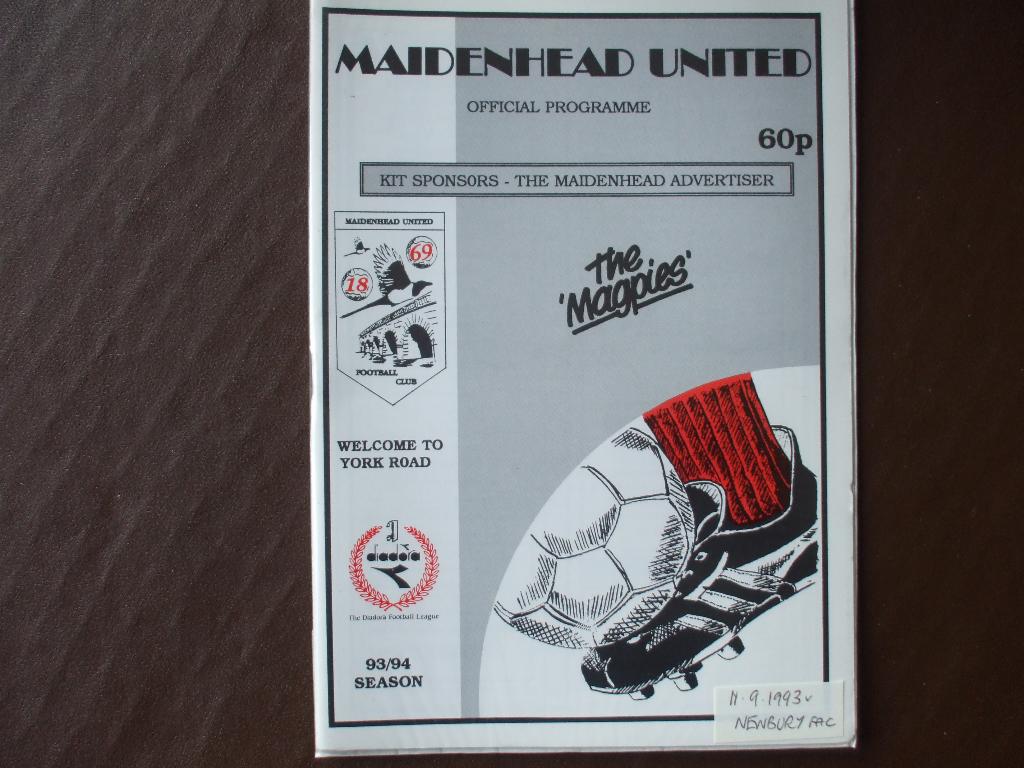 MAIDENHEAD UNITED
OFFICIAL PROGRAMME
60p
KIT SPONSORS - THE MAIDENHEAD ADVERTISER
MAIDENHEAD UNITED
69
18
FOOTBALL
CLUB
The
'Magpies'
WELCOME TO
YORK ROAD
diadora
The Diadora Football League
93/94
SEASON
11.9.1993 v
NEWBURY FAC